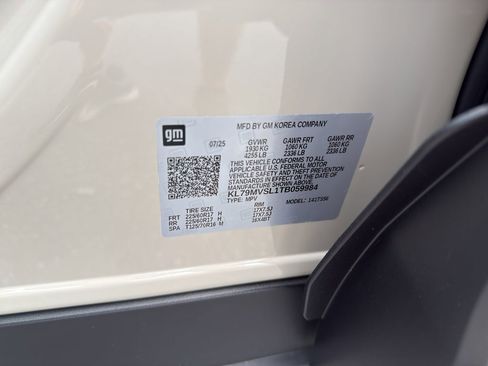 gm
MFD BY GM KOREA COMPANY
07/25 GVWR GAWR FRT GAWR RR
1930 KG 1060 KG 1060 KG
4255 LB 2336 LB 2336 LB
THIS VEHICLE CONFORMS TO ALL
APPLICABLE U.S. FEDERAL MOTOR
VEHICLE SAFETY AND THEFT PREVENTION
STANDARDS IN EFFECT ON THE DATE OF
MANUFACTURE SHOWN ABOVE.
KL79MVSL1TB059984
TYPE: MPV MODEL:
TIRE SIZE RIM
FRT 225/60R17 H 17X7.5J
RR 225/60R17 H 17X7.5J
SPA T125/70R16 M 16X4BT